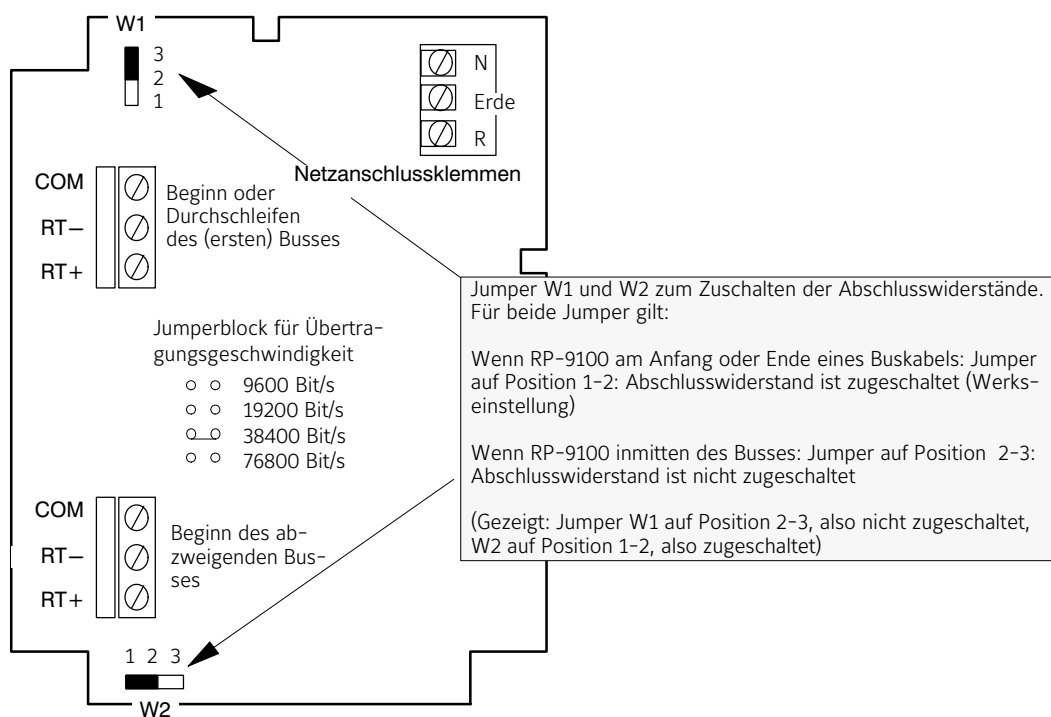 W1
3
2
1
N
Erde
R
Netzanschlussklemmen
COM
RT−
RT+
Beginn oder
Durchschleifen
des (ersten) Busses
Jumperblock für Übertra-
gungsgeschwindigkeit
9600 Bit/s
19200 Bit/s
38400 Bit/s
76800 Bit/s
Jumper W1 und W2 zum Zuschalten der Abschlusswiderstände.
Für beide Jumper gilt:
Wenn RP-9100 am Anfang oder Ende eines Buskabels: Jumper
auf Position 1-2: Abschlusswiderstand ist zugeschaltet (Werks-
einstellung)
Wenn RP-9100 inmitten des Busses: Jumper auf Position 2-3:
Abschlusswiderstand ist nicht zugeschaltet
(Gezeigt: Jumper W1 auf Position 2-3, also nicht zugeschaltet,
W2 auf Position 1-2, also zugeschaltet)
COM
RT−
RT+
Beginn des ab-
zweigenden Bus-
ses
1 2 3
W2